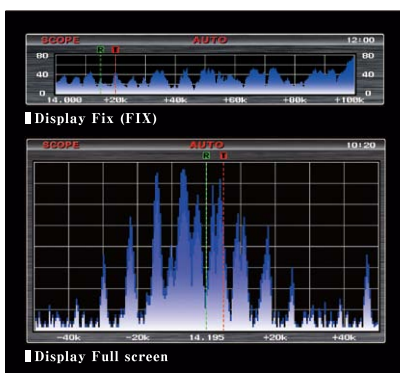 SCOPE AUTO 12:00
R T
80 80
40 40
0 0
14.000 +20k +40k +60k +80k +100k
Display Fix (FIX)
SCOPE AUTO 10:20
R T
-40k -20k 14.195 +20k +40k
Display Full screen